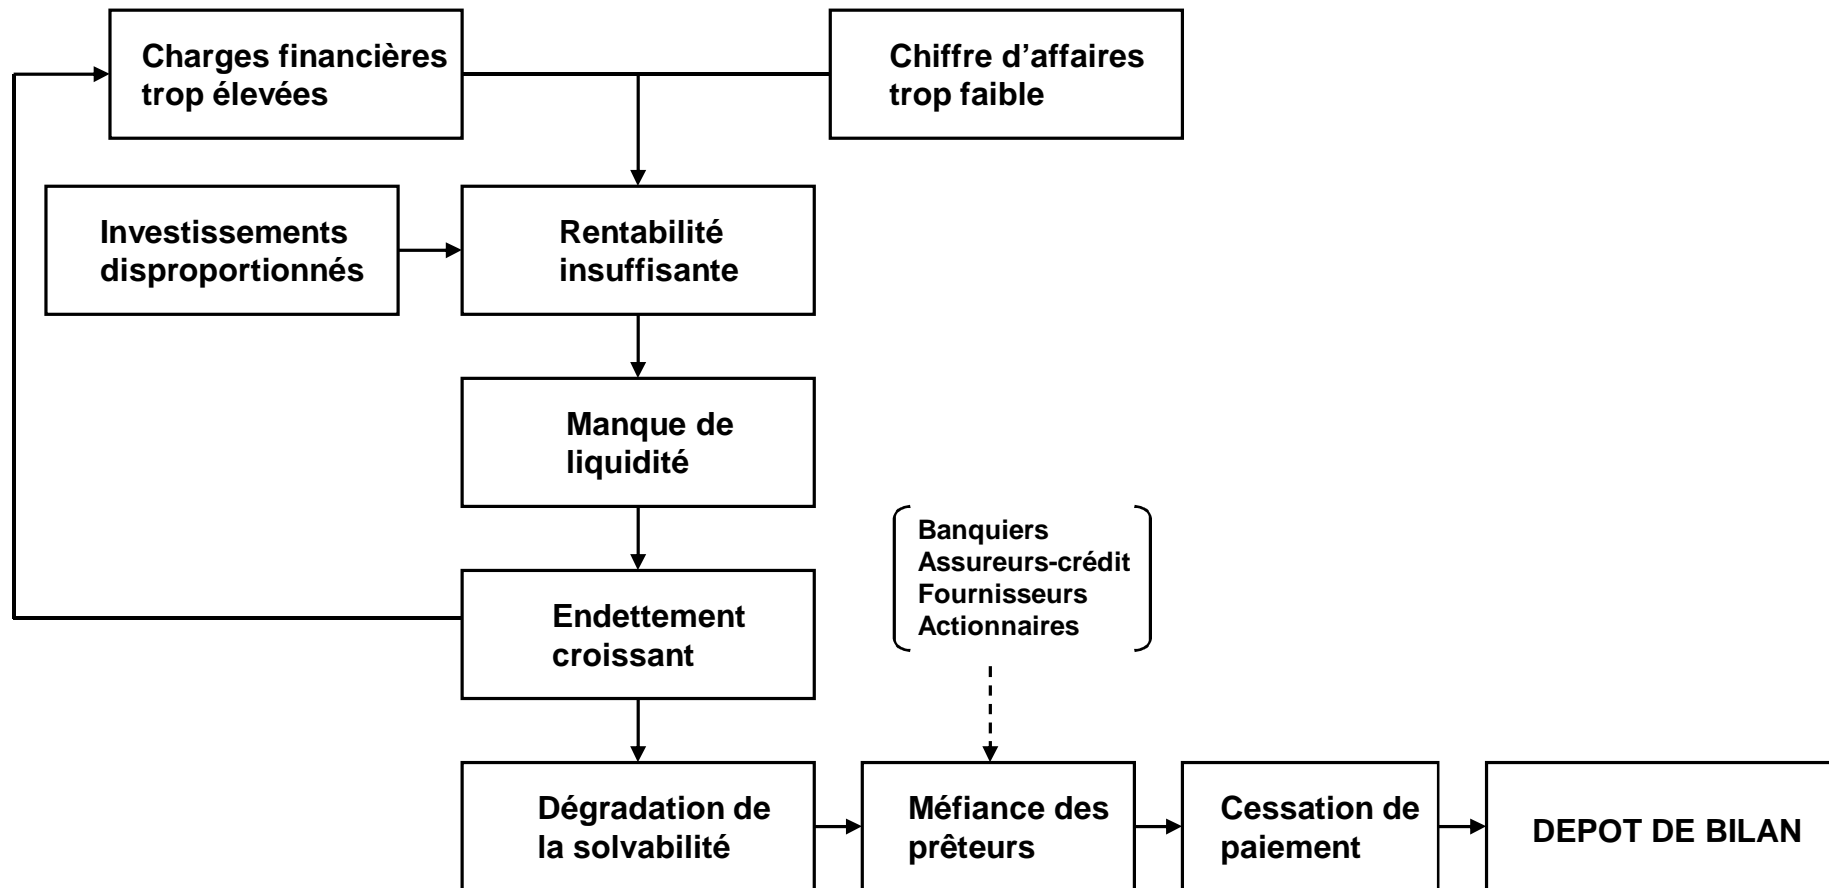 Charges financières
trop élevées
Chiffre d’affaires
trop faible
Investissements
disproportionnés
Rentabilité
insuffisante
Manque de
liquidité
Banquiers
Assureurs-crédit
Fournisseurs
Actionnaires
Endettement
croissant
Dégradation de
la solvabilité
Méfiance des
prêteurs
Cessation de
paiement
DEPOT DE BILAN